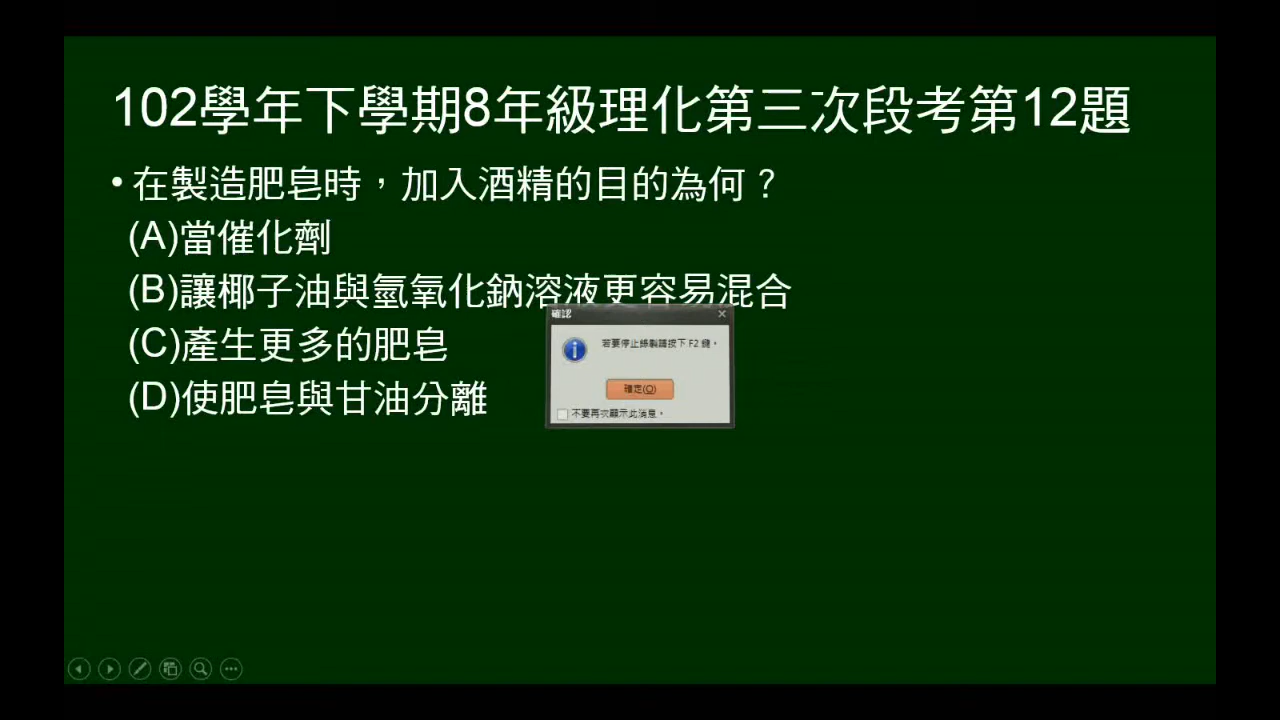 102學年下學期8年級理化第三次段考第12題
•在製造肥皂時，加入酒精的目的為何？
(A)當催化劑
(B)讓椰子油與氫氧化鈉溶液更容易混合
(C)產生更多的肥皂
(D)使肥皂與甘油分離
確認
若要停止錄製請按下 F2 鍵。
確定(O)
不要再次顯示此消息。